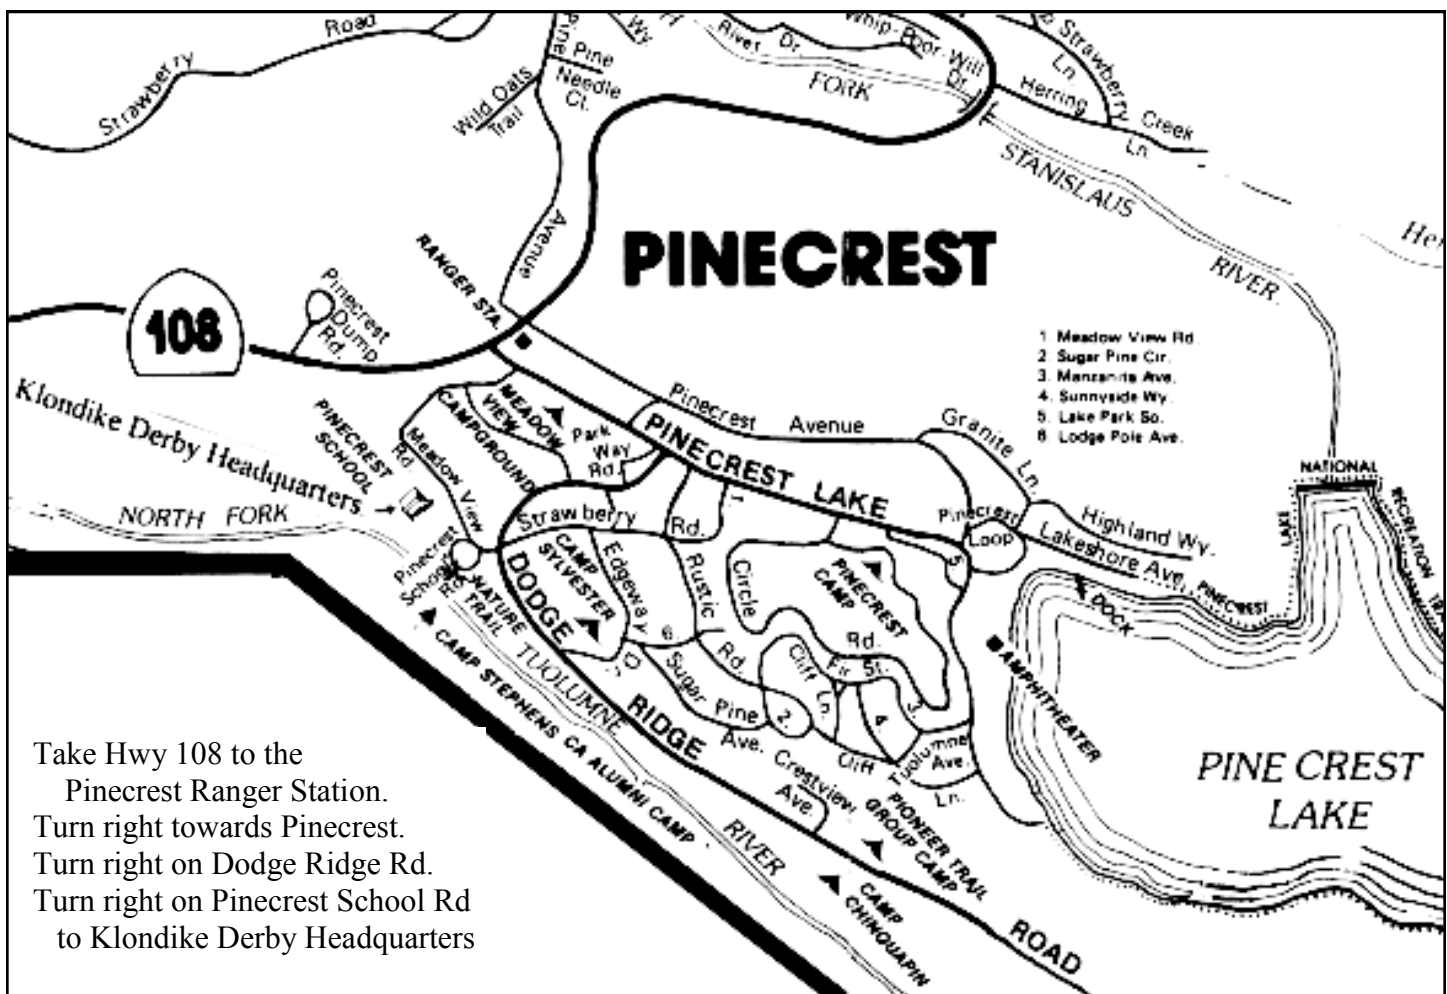 Strawberry Road
Pine
Wy.
River Dr.
Whip-Poor-Will Dr.
Strawberry Ln.
Pine Needle Ct.
Wild Oats Trail
FORK
Herring Creek Ln.
STANISLAUS
RIVER
Avenue
RANGER STA.
PINECREST
108
Pinecrest Dump Rd.
1 Meadow View Rd.
2 Sugar Pine Cir.
3. Manzanita Ave.
4. Sunnyside Wy.
5. Lake Park So.
6. Lodge Pole Ave.
Klondike Derby Headquarters
PINECREST SCHOOL
MEADOW VIEW
CAMPGROUND
Park Way Rd.
Meadow View Rd.
Pinecrest Avenue
PINECREST LAKE
Granite Ln.
NATIONAL
RECREATION
LAKE
PINECREST
NORTH FORK
Strawberry Rd.
1.
Pinecrest Loop
Highland Wy.
Lakeshore Ave.
DOCK
Pinecrest School Rd.
NATURE TRAIL
CAMP SYLVESTER
Edgeway
Rustic Rd.
Circle Rd.
PINECREST CAMP
5.
6.
Fir St.
Cliff Ln.
3.
4.
2.
Sugar Pine Ave.
Cliff Ln.
Tuolumne Ave.
AMPHITHEATER
DODGE RIDGE ROAD
TUOLUMNE
RIVER
CAMP STEPHENS CA ALUMNI CAMP
Crestview Ave.
PIONEER TRAIL GROUP CAMP
CAMP CHINQUAPIN
PINE CREST
LAKE
Take Hwy 108 to the
Pinecrest Ranger Station.
Turn right towards Pinecrest.
Turn right on Dodge Ridge Rd.
Turn right on Pinecrest School Rd
to Klondike Derby Headquarters